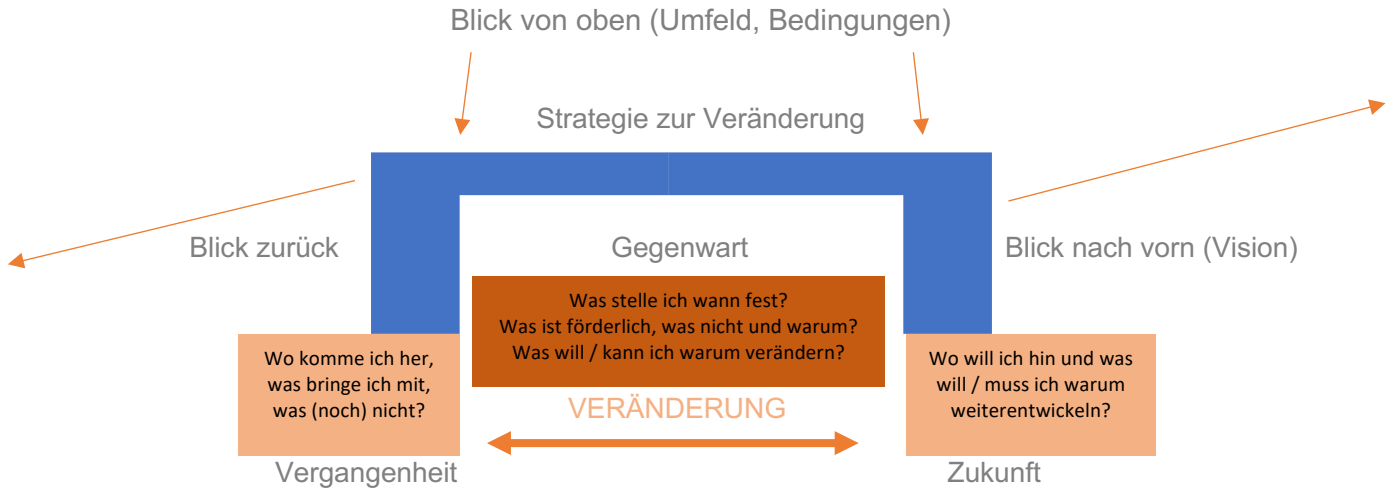 Blick von oben (Umfeld, Bedingungen)
Strategie zur Veränderung
Blick zurück
Gegenwart
Blick nach vorn (Vision)
Was stelle ich wann fest?
Was ist förderlich, was nicht und warum?
Was will / kann ich warum verändern?
Wo komme ich her,
was bringe ich mit,
was (noch) nicht?
Wo will ich hin und was
will / muss ich warum
weiterentwickeln?
VERÄNDERUNG
Vergangenheit
Zukunft